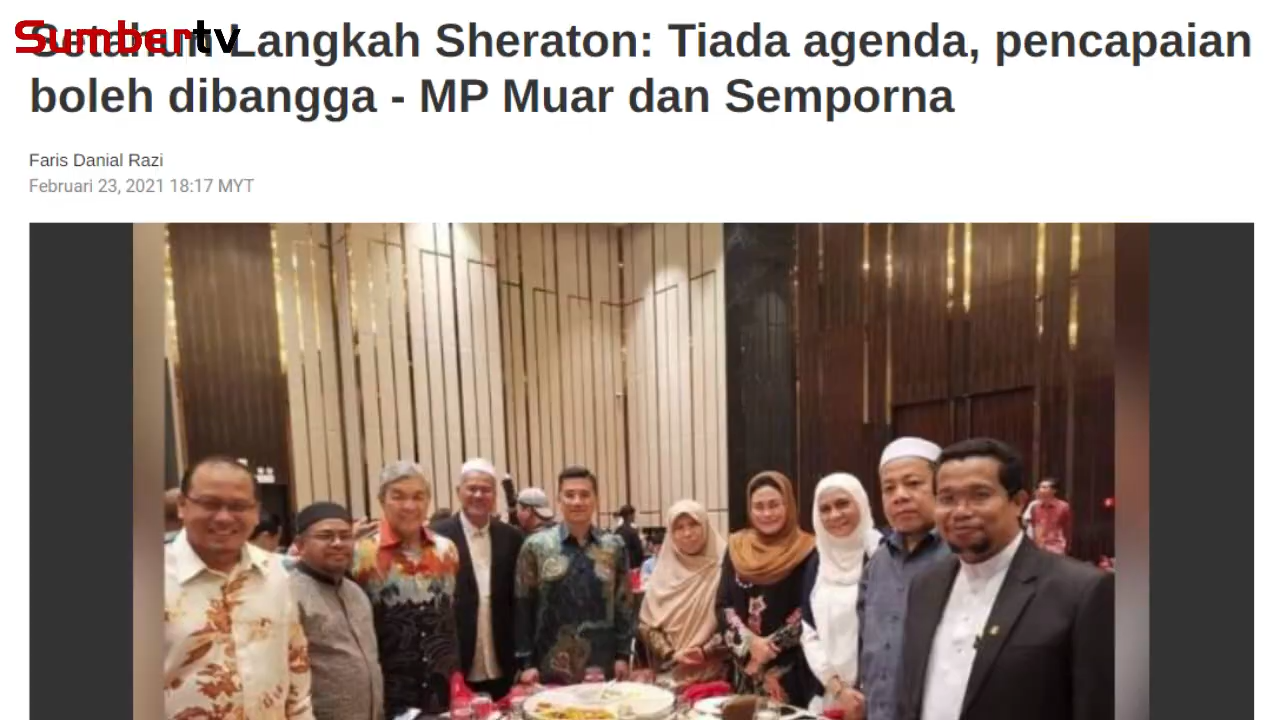 Sumbertv
Setahun Langkah Sheraton: Tiada agenda, pencapaian
boleh dibangga - MP Muar dan Semporna
Faris Danial Razi
Februari 23, 2021 18:17 MYT